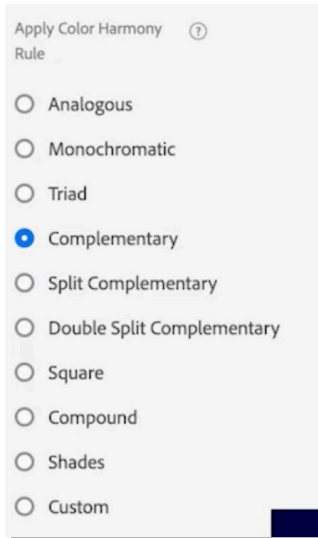 Apply Color Harmony ?
Rule
Analogous
Monochromatic
Triad
Complementary
Split Complementary
Double Split Complementary
Square
Compound
Shades
Custom